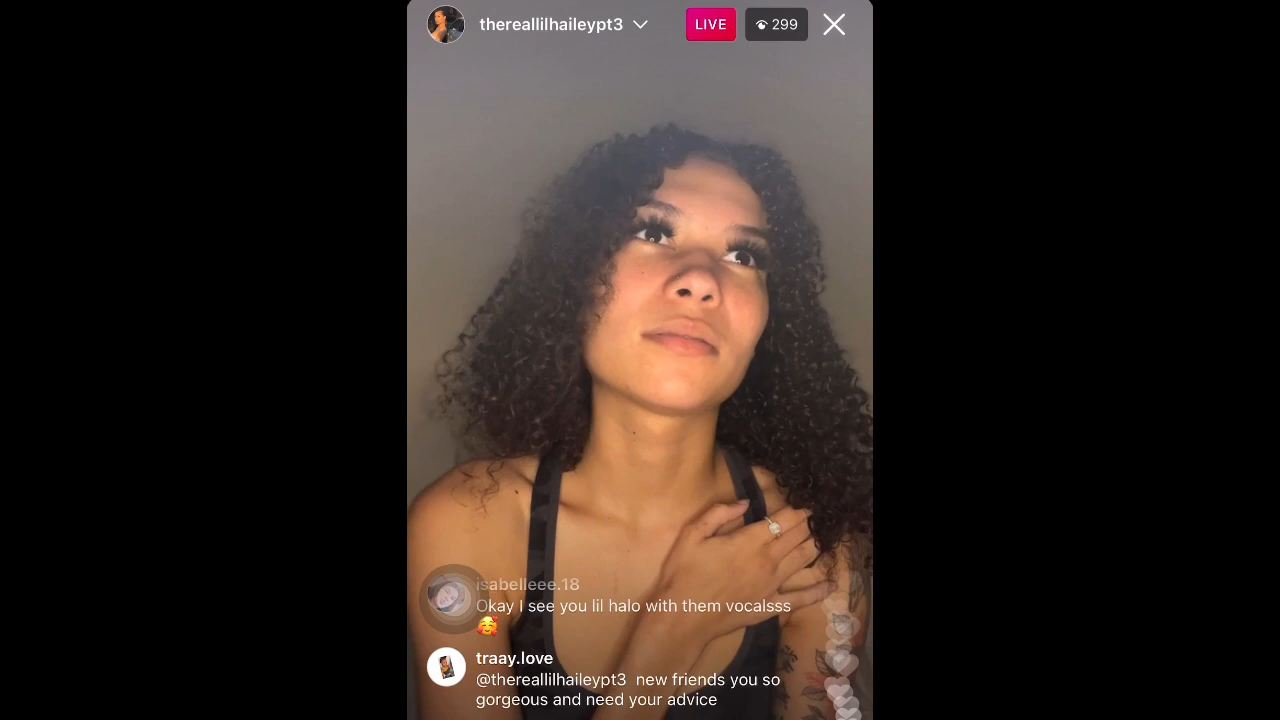 thereallilhaileypt3
LIVE
299
isabelleee.18
Okay I see you lil halo with them vocalsss
🥰
traay.love
@thereallilhaileypt3 new friends you so
gorgeous and need your advice